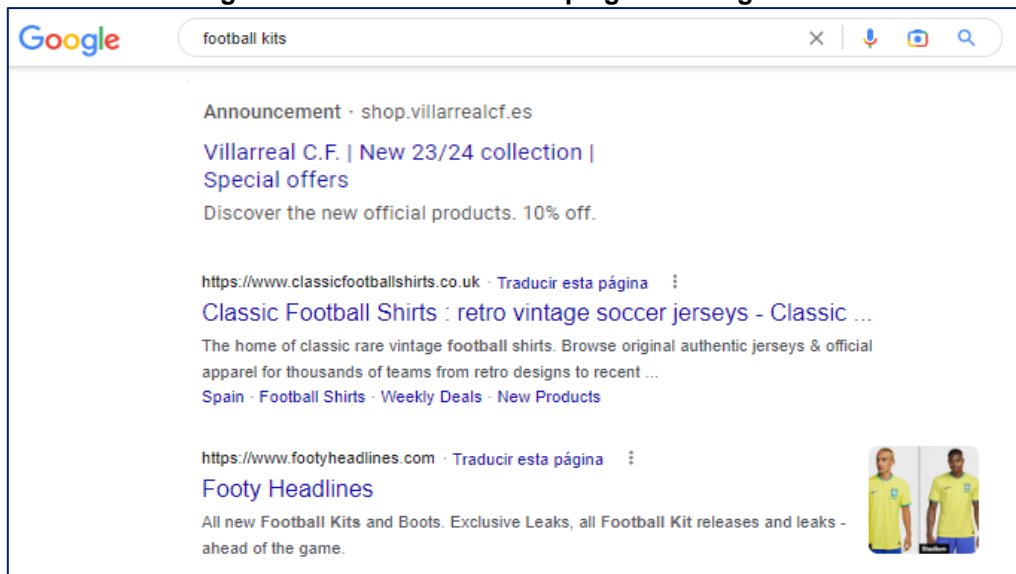 Google
football kits
Announcement · shop.villarrealcf.es
Villarreal C.F. | New 23/24 collection |
Special offers
Discover the new official products. 10% off.
https://www.classicfootballshirts.co.uk · Traducir esta página
Classic Football Shirts : retro vintage soccer jerseys - Classic ...
The home of classic rare vintage football shirts. Browse original authentic jerseys & official
apparel for thousands of teams from retro designs to recent ...
Spain · Football Shirts · Weekly Deals · New Products
https://www.footyheadlines.com · Traducir esta página
Footy Headlines
All new Football Kits and Boots. Exclusive Leaks, all Football Kit releases and leaks -
ahead of the game.
Stadium